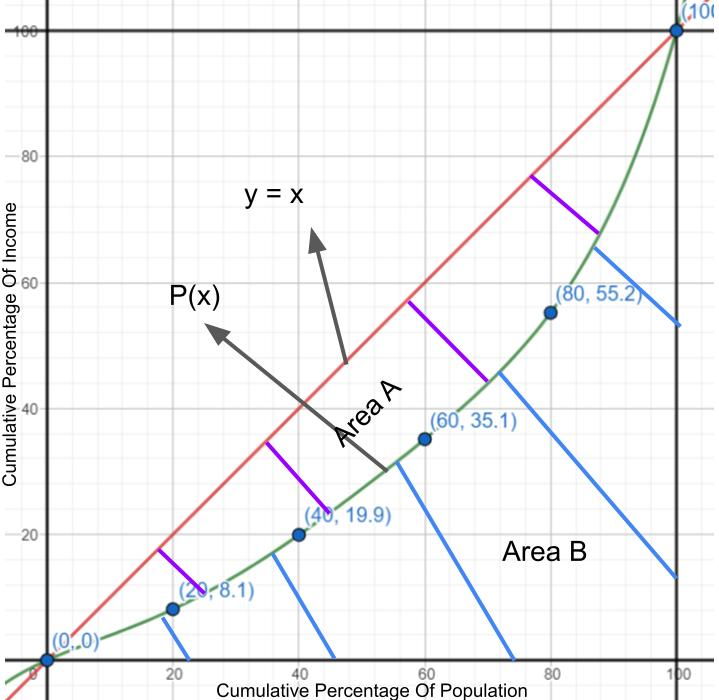 (100
100
80
y = x
60
P(x)
(80, 55.2)
Cumulative Percentage Of Income
40
Area A
(60, 35.1)
(40, 19.9)
20
Area B
(20, 8.1)
(0, 0)
0
20
40
60
80
100
Cumulative Percentage Of Population